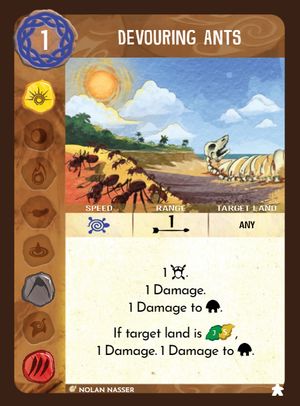 1
DEVOURING ANTS
SPEED RANGE TARGET LAND
1 ANY
1 .
1 Damage.
1 Damage to .
If target land is ,
1 Damage. 1 Damage to .
NOLAN NASSER